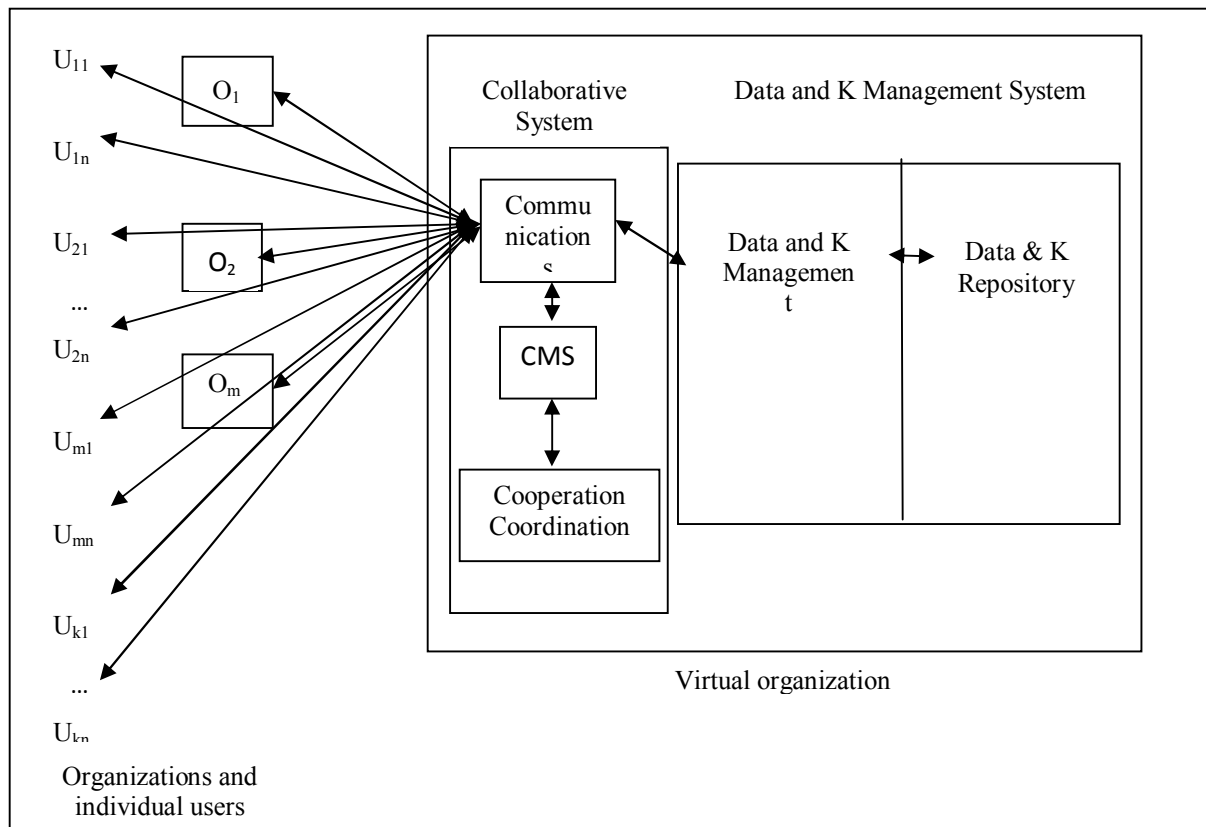 U11
O1
Collaborative
System
Data and K Management System
U1n
Commu
nication
s
U21
O2
Data and K
Managemen
t
Data & K
Repository
...
U2n
CMS
Om
Um1
Cooperation
Coordination
Umn
Uk1
...
Virtual organization
Ukn
Organizations and
individual users